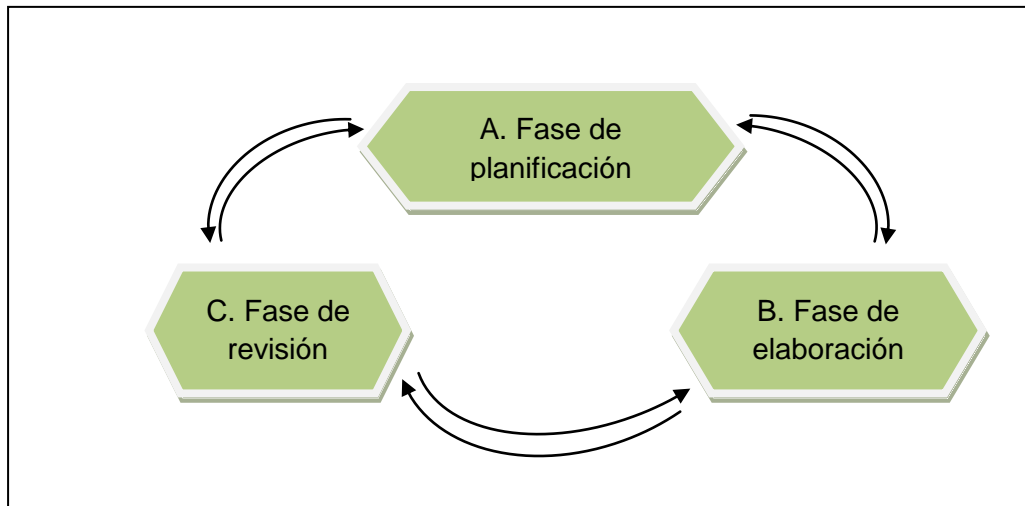 A. Fase de
planificación
C. Fase de
revisión
B. Fase de
elaboración